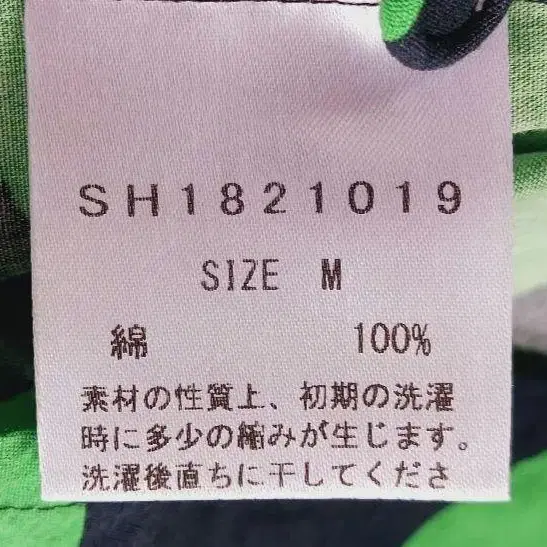 SH1821019
SIZE M
綿 100%
素材の性質上、初期の洗濯
時に多少の縮みが生じます。
洗濯後直ちに干してくださ